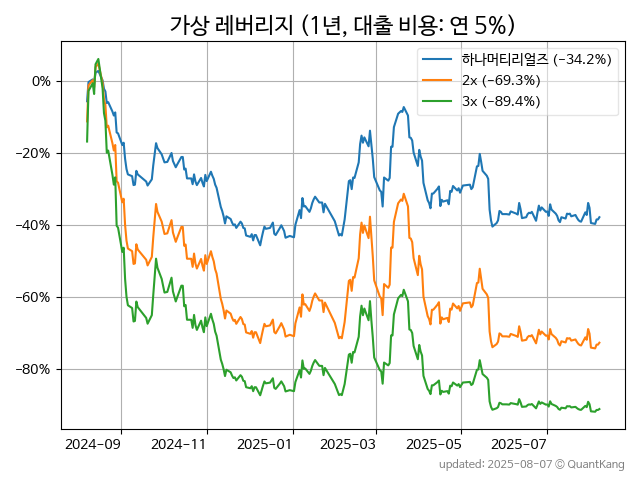 가상 레버리지 (1년, 대출 비용: 연 5%)
하나머티리얼즈 (−34.2%)
2x (−69.3%)
3x (−89.4%)
0%
−20%
−40%
−60%
−80%
2024-09 2024-11 2025-01 2025-03 2025-05 2025-07
updated: 2025-08-07 © QuantKang